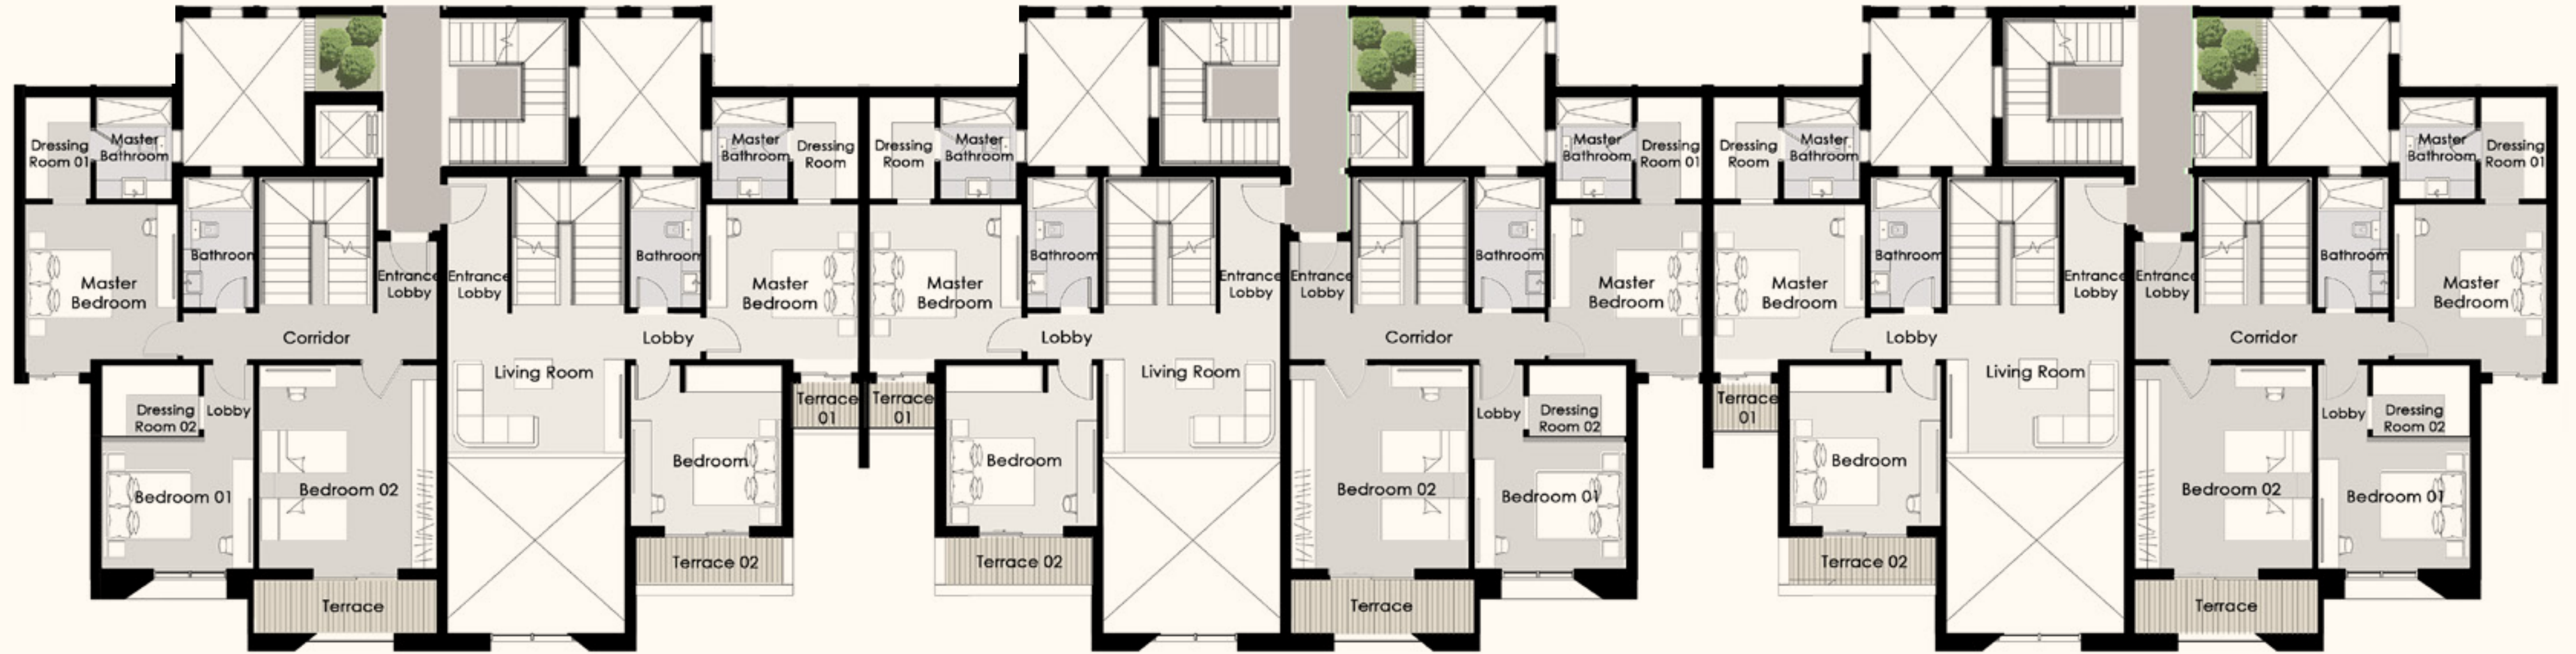 Dressing
Room 01
Master
Bathroom
Bathroom
Master
Bedroom
Entrance
Lobby
Corridor
Dressing
Room 02
Lobby
Bedroom 01
Bedroom 02
Terrace
Entrance
Lobby
Living Room
Bathroom
Lobby
Master
Bathroom
Dressing
Room
Master
Bedroom
Terrace
01
Bedroom
Terrace 02
Dressing
Room
Master
Bathroom
Master
Bedroom
Bathroom
Lobby
Terrace
01
Bedroom
Terrace 02
Living Room
Entrance
Lobby
Entrance
Lobby
Corridor
Bathroom
Master
Bathroom
Dressing
Room 01
Master
Bedroom
Bedroom 02
Lobby
Dressing
Room 02
Bedroom 01
Terrace
Dressing
Room
Master
Bathroom
Master
Bedroom
Bathroom
Lobby
Terrace
01
Bedroom
Terrace 02
Living Room
Entrance
Lobby
Entrance
Lobby
Corridor
Bathroom
Master
Bathroom
Dressing
Room 01
Master
Bedroom
Bedroom 02
Lobby
Dressing
Room 02
Bedroom 01
Terrace